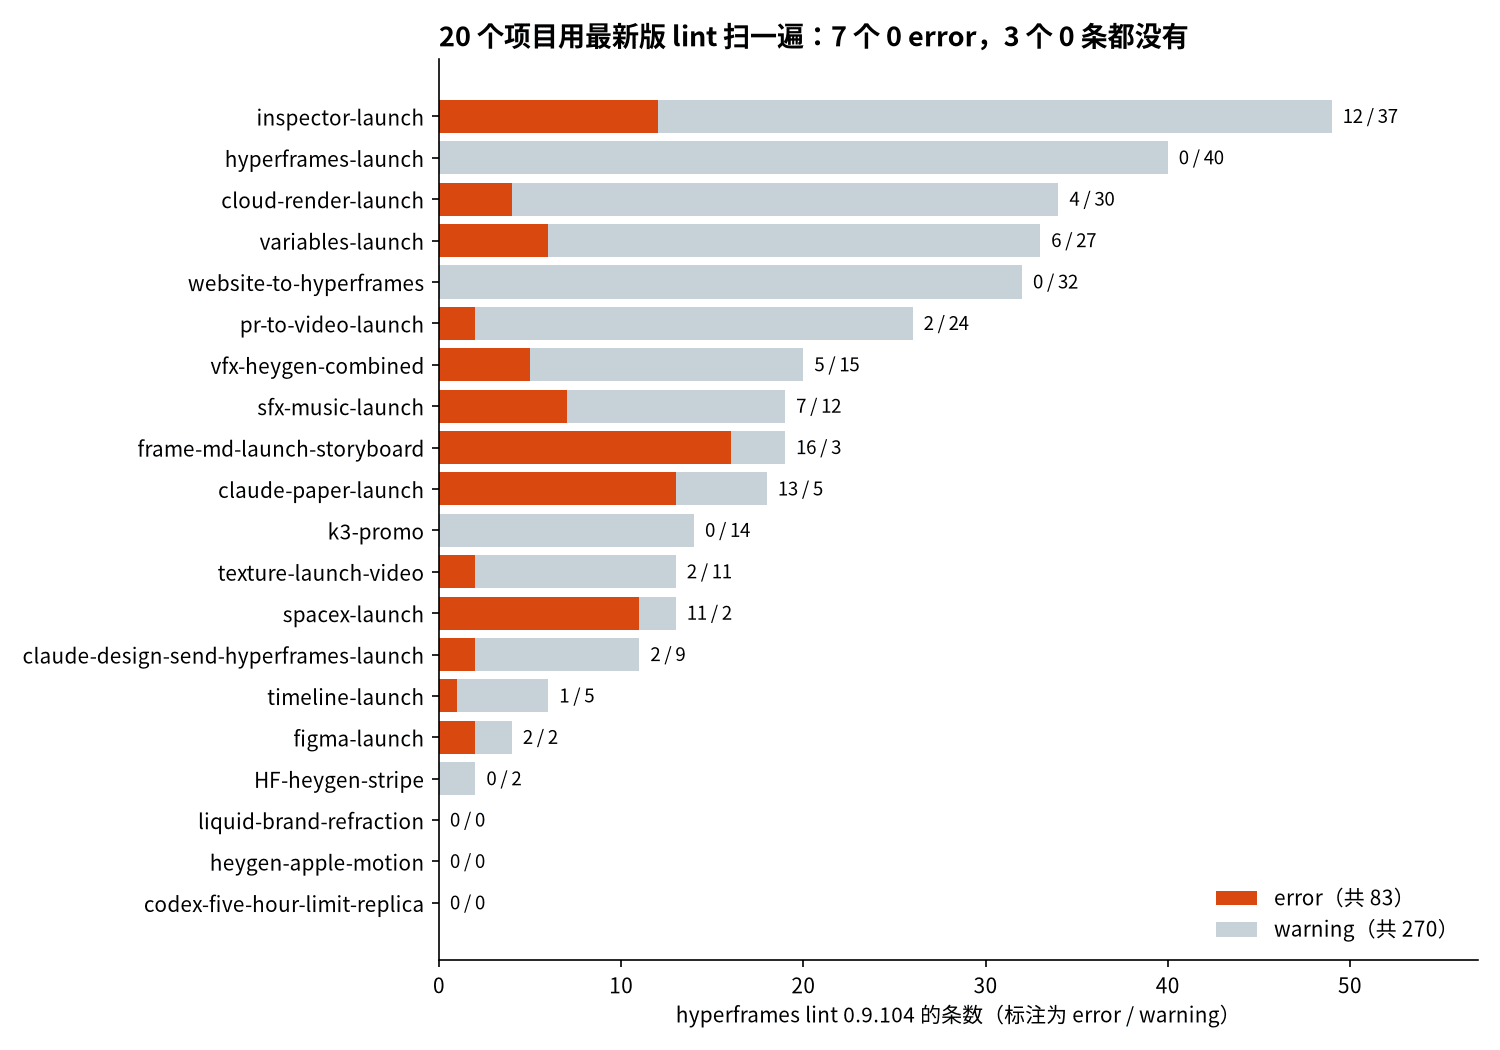 20 个项目用最新版 lint 扫一遍：7 个 0 error，3 个 0 条都没有
inspector-launch 12 / 37
hyperframes-launch 0 / 40
cloud-render-launch 4 / 30
variables-launch 6 / 27
website-to-hyperframes 0 / 32
pr-to-video-launch 2 / 24
vfx-heygen-combined 5 / 15
sfx-music-launch 7 / 12
frame-md-launch-storyboard 16 / 3
claude-paper-launch 13 / 5
k3-promo 0 / 14
texture-launch-video 2 / 11
spacex-launch 11 / 2
claude-design-send-hyperframes-launch 2 / 9
timeline-launch 1 / 5
figma-launch 2 / 2
HF-heygen-stripe 0 / 2
liquid-brand-refraction 0 / 0
heygen-apple-motion 0 / 0
codex-five-hour-limit-replica 0 / 0
error（共 83）
warning（共 270）
0 10 20 30 40 50
hyperframes lint 0.9.104 的条数（标注为 error / warning）